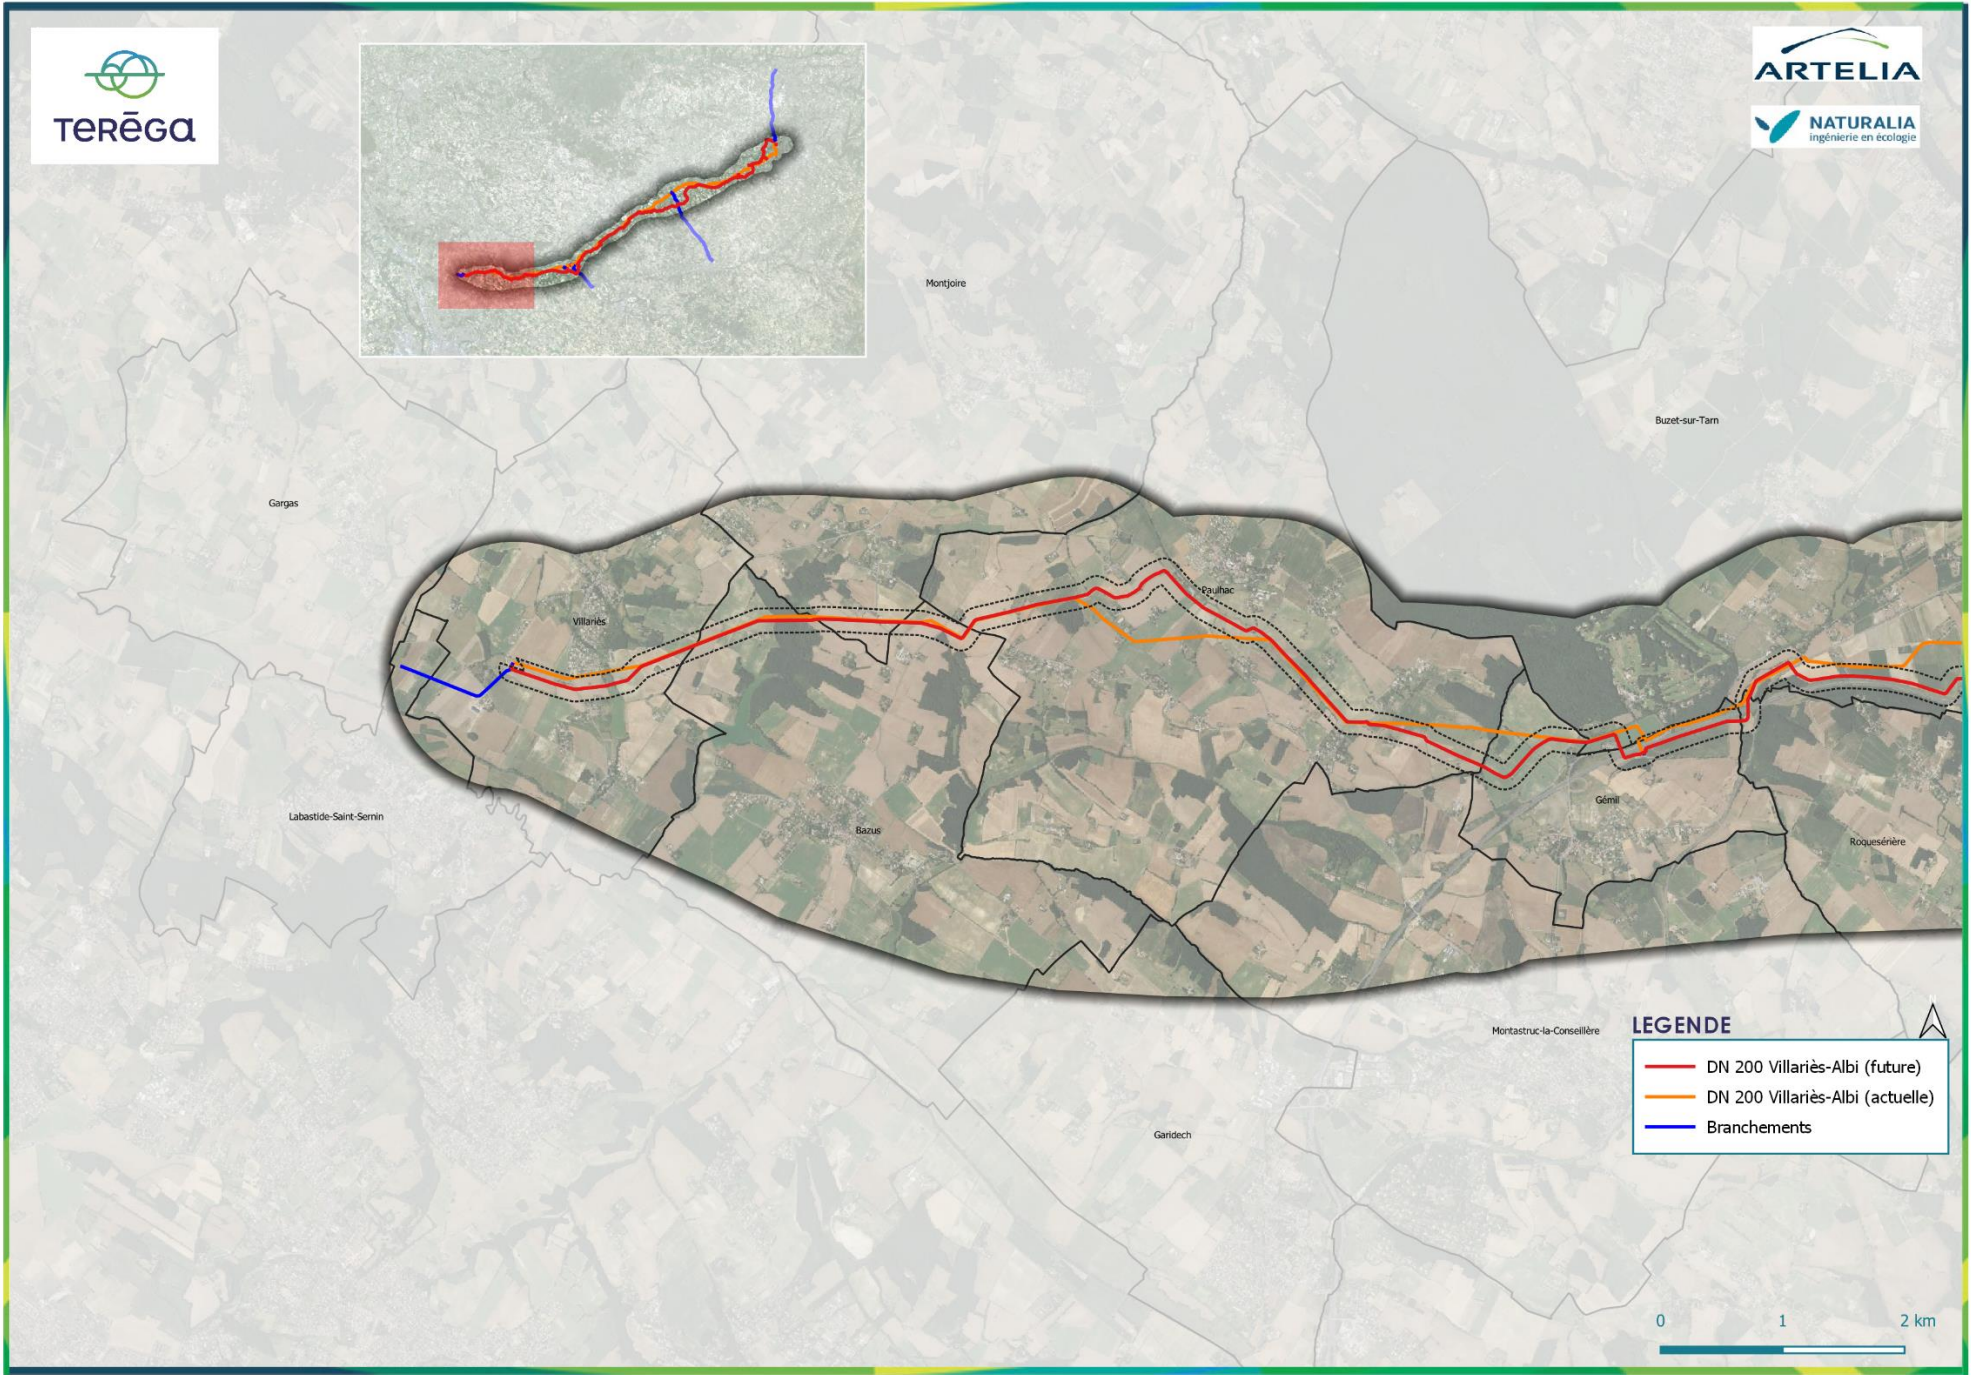 TERĒGA
ARTELIA
NATURALIA
ingénierie en écologie
Montjoire
Buzet-sur-Tarn
Gargas
Paulhac
Villariès
Gémil
Labastide-Saint-Sernin
Bazus
Roquesérière
Montastruc-la-Conseillère
LEGENDE
DN 200 Villariès-Albi (future)
DN 200 Villariès-Albi (actuelle)
Branchements
Garidech
0 1 2 km